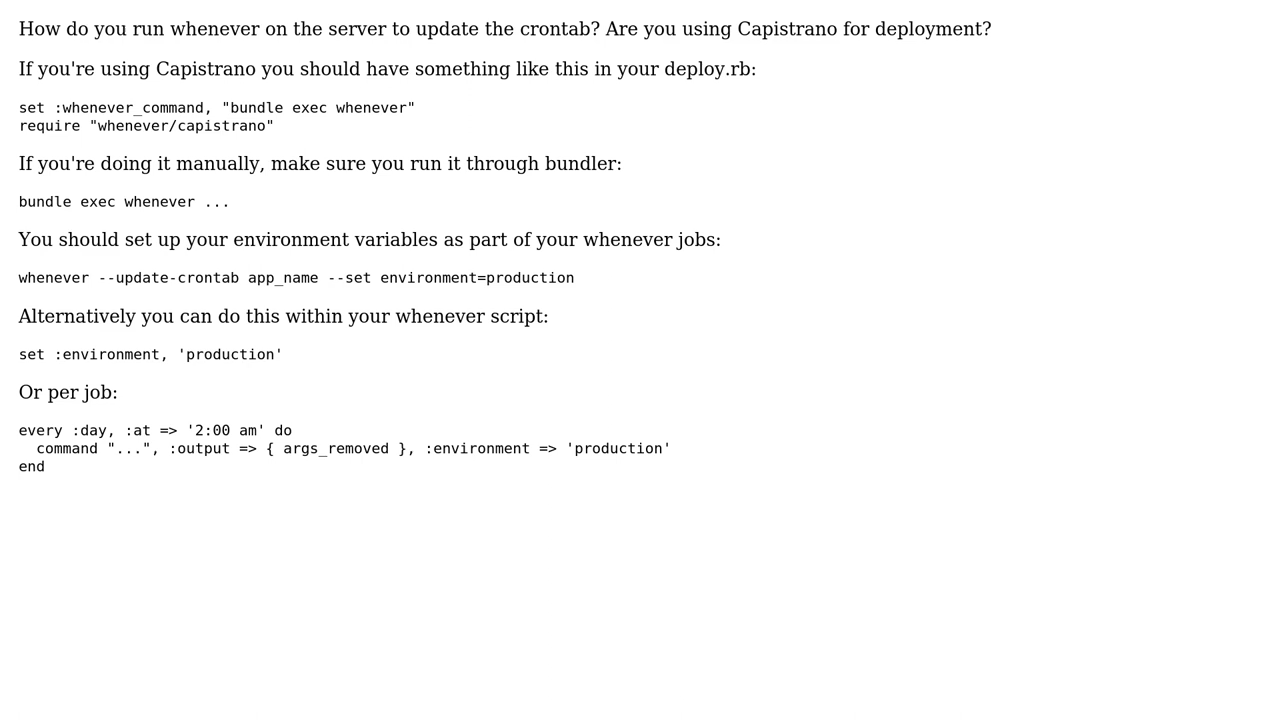 How do you run whenever on the server to update the crontab? Are you using Capistrano for deployment?
If you're using Capistrano you should have something like this in your deploy.rb:
set :whenever_command, "bundle exec whenever"
require "whenever/capistrano"
If you're doing it manually, make sure you run it through bundler:
bundle exec whenever ...
You should set up your environment variables as part of your whenever jobs:
whenever --update-crontab app_name --set environment=production
Alternatively you can do this within your whenever script:
set :environment, 'production'
Or per job:
every :day, :at => '2:00 am' do
  command "...", :output => { args_removed }, :environment => 'production'
end